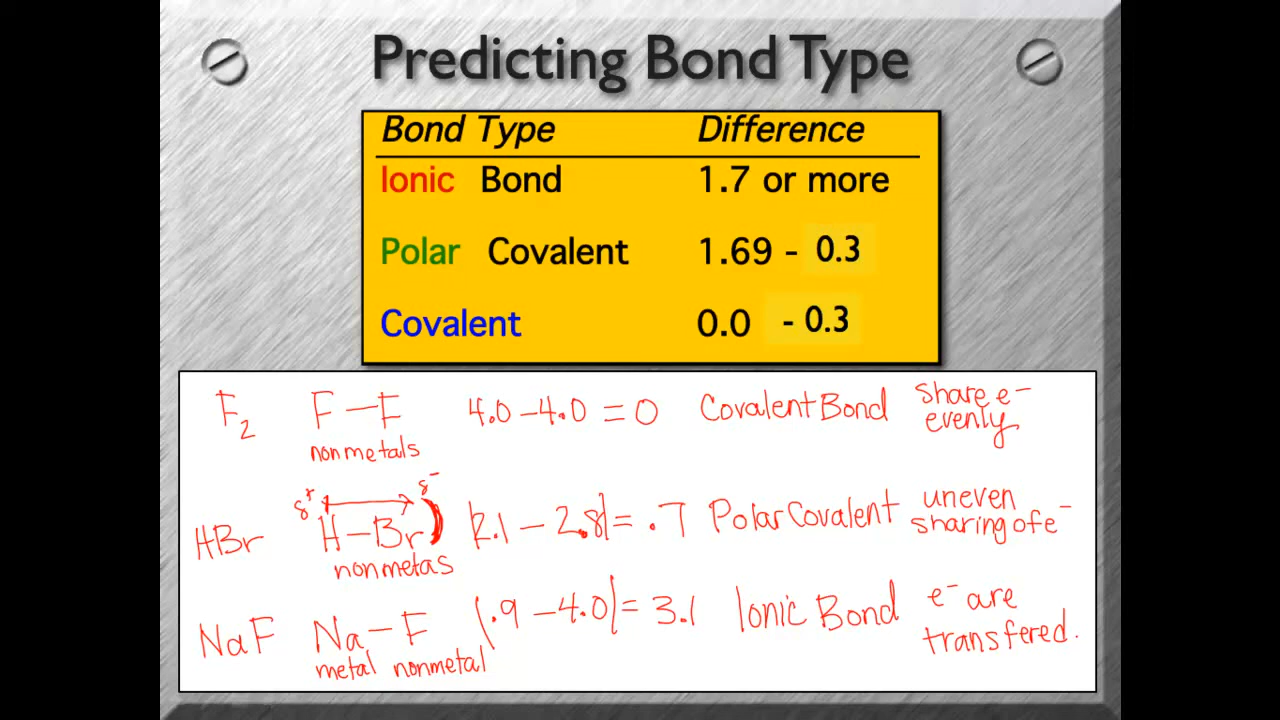 Predicting Bond Type
Bond Type Difference
Ionic Bond 1.7 or more
Polar Covalent 1.69 - 0.3
Covalent 0.0 - 0.3
F2 F — F 4.0 - 4.0 = 0 Covalent Bond share e-
evenly
nonmetals
δ+ δ-
HBr H — Br |2.1 - 2.8| = .7 Polar Covalent uneven
sharing of e-
nonmetas
NaF Na — F |.9 - 4.0| = 3.1 Ionic Bond e- are
transfered.
metal nonmetal